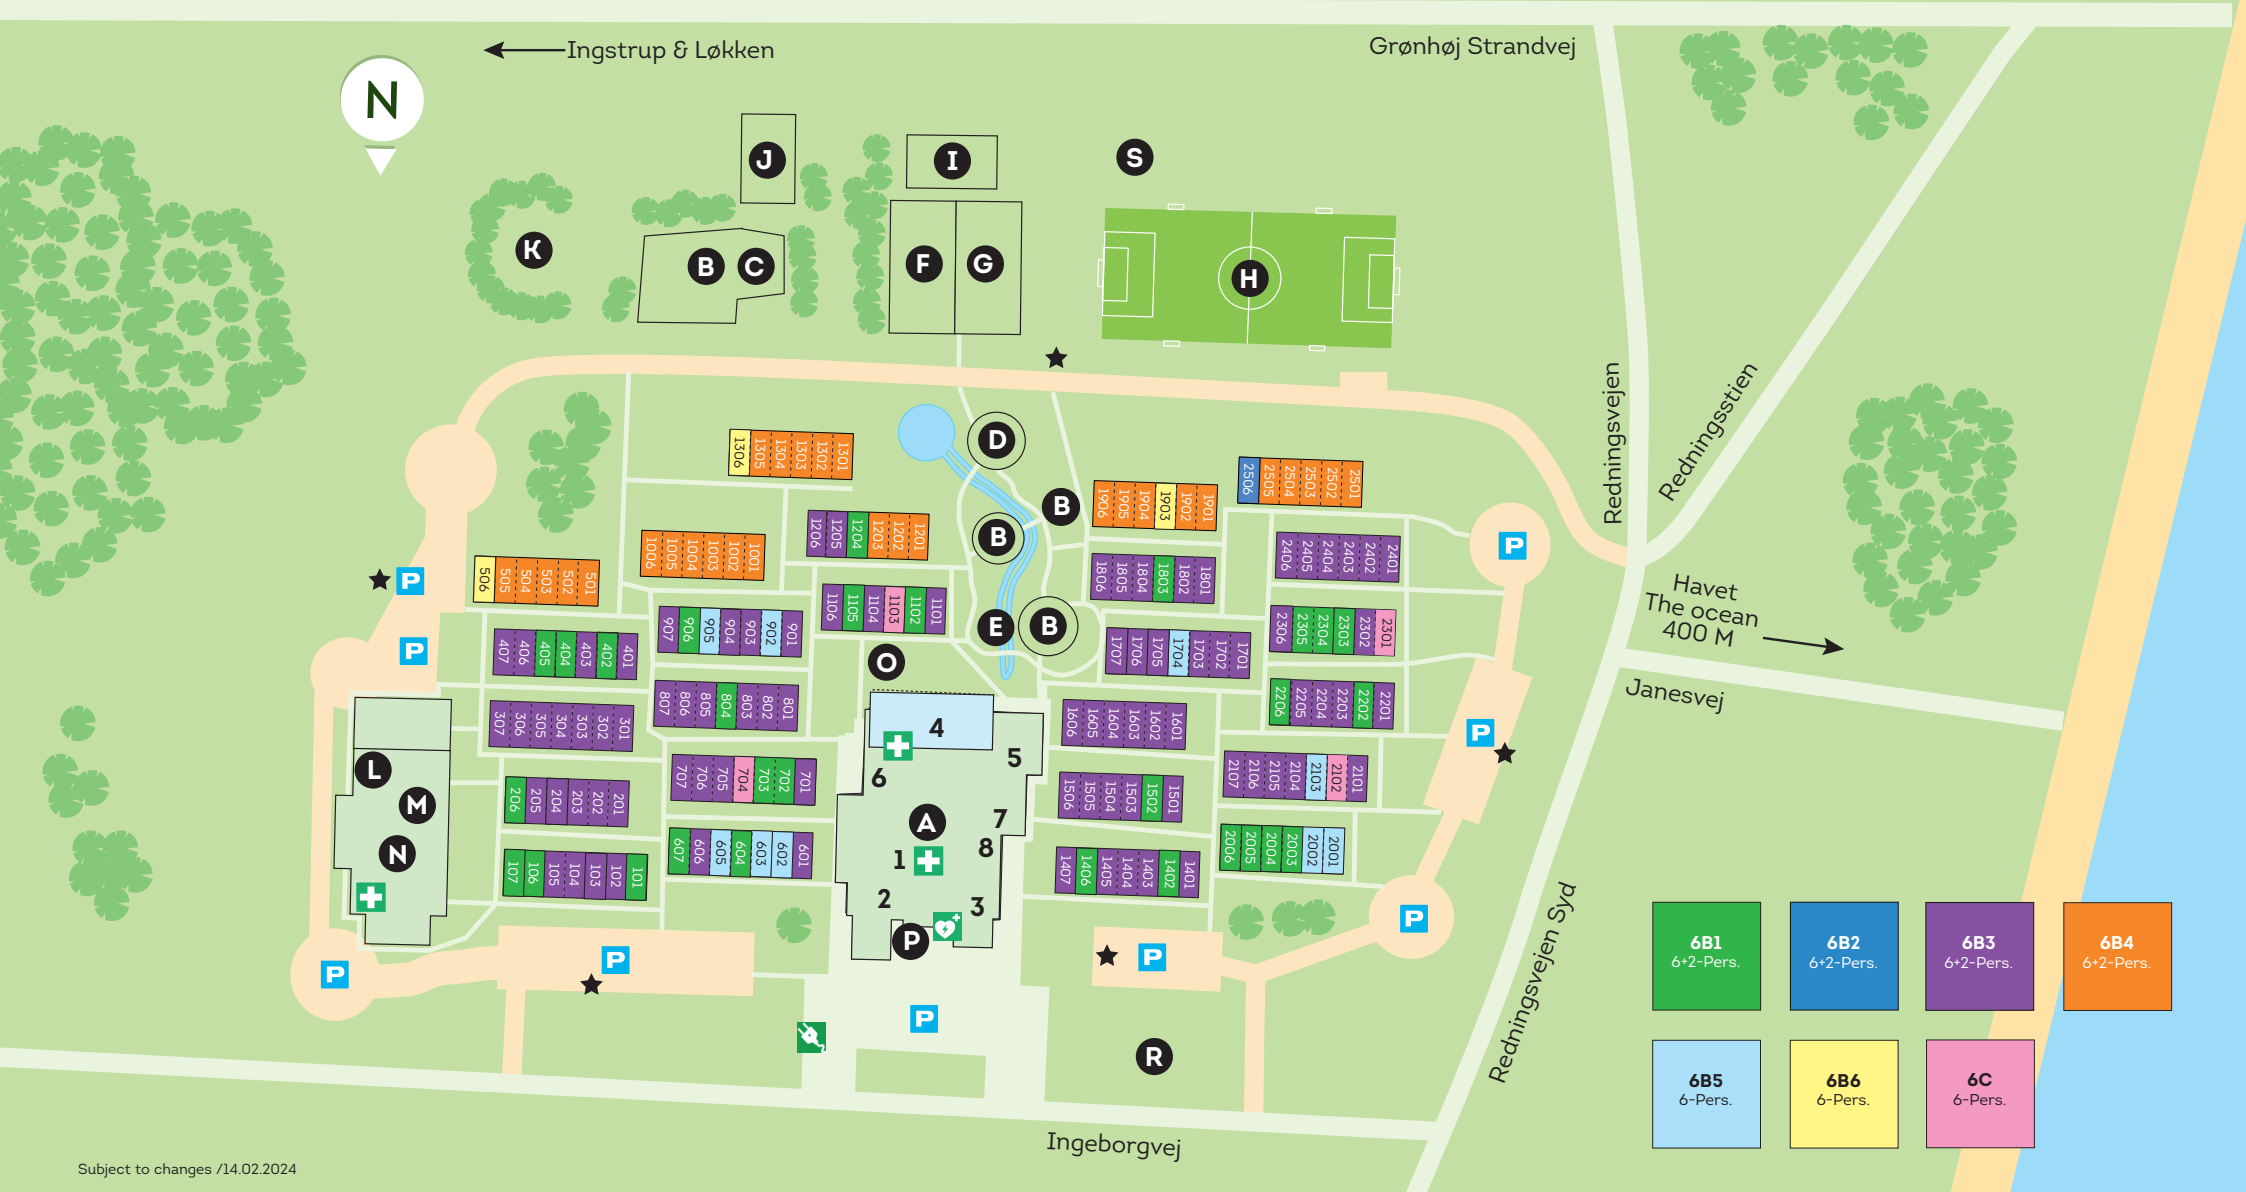 Ingstrup & Løkken
Grønhøj Strandvej
N
J
I
S
K
B
C
F
G
H
Redningsvejen
Redningsstien
D
B
B
E
B
O
1306 1305 1304 1303 1302 1301
2506 2505 2504 2503 2502 2501
1906 1905 1904 1903 1902 1901
1206 1205 1204 1203 1202 1201
1006 1005 1004 1003 1002 1001
2406 2405 2404 2403 2402 2401
P
506 505 504 503 502 501
1806 1805 1804 1803 1802 1801
1106 1105 1104 1103 1102 1101
P
P
Havet
The ocean
400 M
907 906 905 904 903 902 901
2306 2305 2304 2303 2302 2301
407 406 405 404 403 402 401
1707 1706 1705 1704 1703 1702 1701
807 806 805 804 803 802 801
2206 2205 2204 2203 2202 2201
Janesvej
307 306 305 304 303 302 301
1606 1605 1604 1603 1602 1601
P
4
5
6
707 706 705 704 703 702 701
2107 2106 2105 2104 2103 2102 2101
L
M
N
206 205 204 203 202 201
1506 1505 1504 1503 1502 1501
A
7
8
1
2
3
P
607 606 605 604 603 602 601
2006 2005 2004 2003 2002 2001
107 106 105 104 103 102 101
1407 1406 1405 1404 1403 1402 1401
P
P
P
P
P
R
Redningsvejen Syd
Ingeborgvej
6B1
6+2-Pers.
6B2
6+2-Pers.
6B3
6+2-Pers.
6B4
6+2-Pers.
6B5
6-Pers.
6B6
6-Pers.
6C
6-Pers.
Subject to changes /14.02.2024